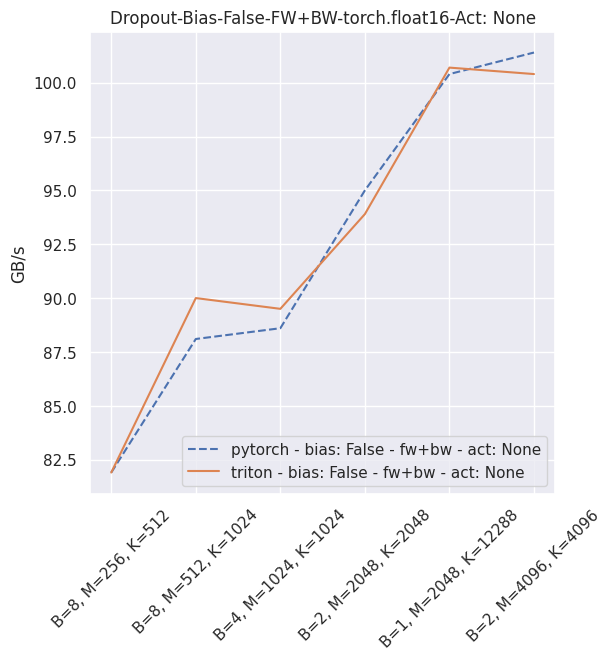 Dropout-Bias-False-FW+BW-torch.float16-Act: None
GB/s
100.0
97.5
95.0
92.5
90.0
87.5
85.0
82.5
pytorch - bias: False - fw+bw - act: None
triton - bias: False - fw+bw - act: None
B=8, M=256, K=512
B=8, M=512, K=1024
B=4, M=1024, K=1024
B=2, M=2048, K=2048
B=1, M=2048, K=12288
B=2, M=4096, K=4096